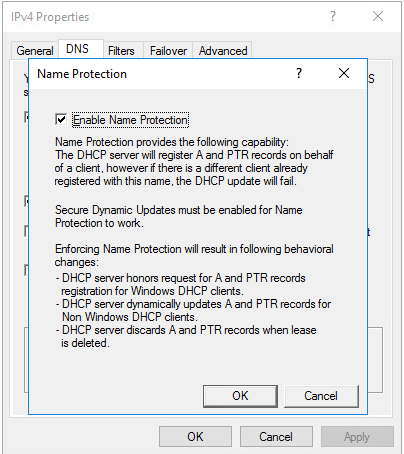 IPv4 Properties
General DNS Filters Failover Advanced
Name Protection
Enable Name Protection
Name Protection provides the following capability:
The DHCP server will register A and PTR records on behalf
of a client, however if there is a different client already
registered with this name, the DHCP update will fail.
Secure Dynamic Updates must be enabled for Name
Protection to work.
Enforcing Name Protection will result in following behavioral
changes:
- DHCP server honors request for A and PTR records
registration for Windows DHCP clients.
- DHCP server dynamically updates A and PTR records for
Non Windows DHCP clients.
- DHCP server discards A and PTR records when lease
is deleted.
OK Cancel
OK Cancel Apply